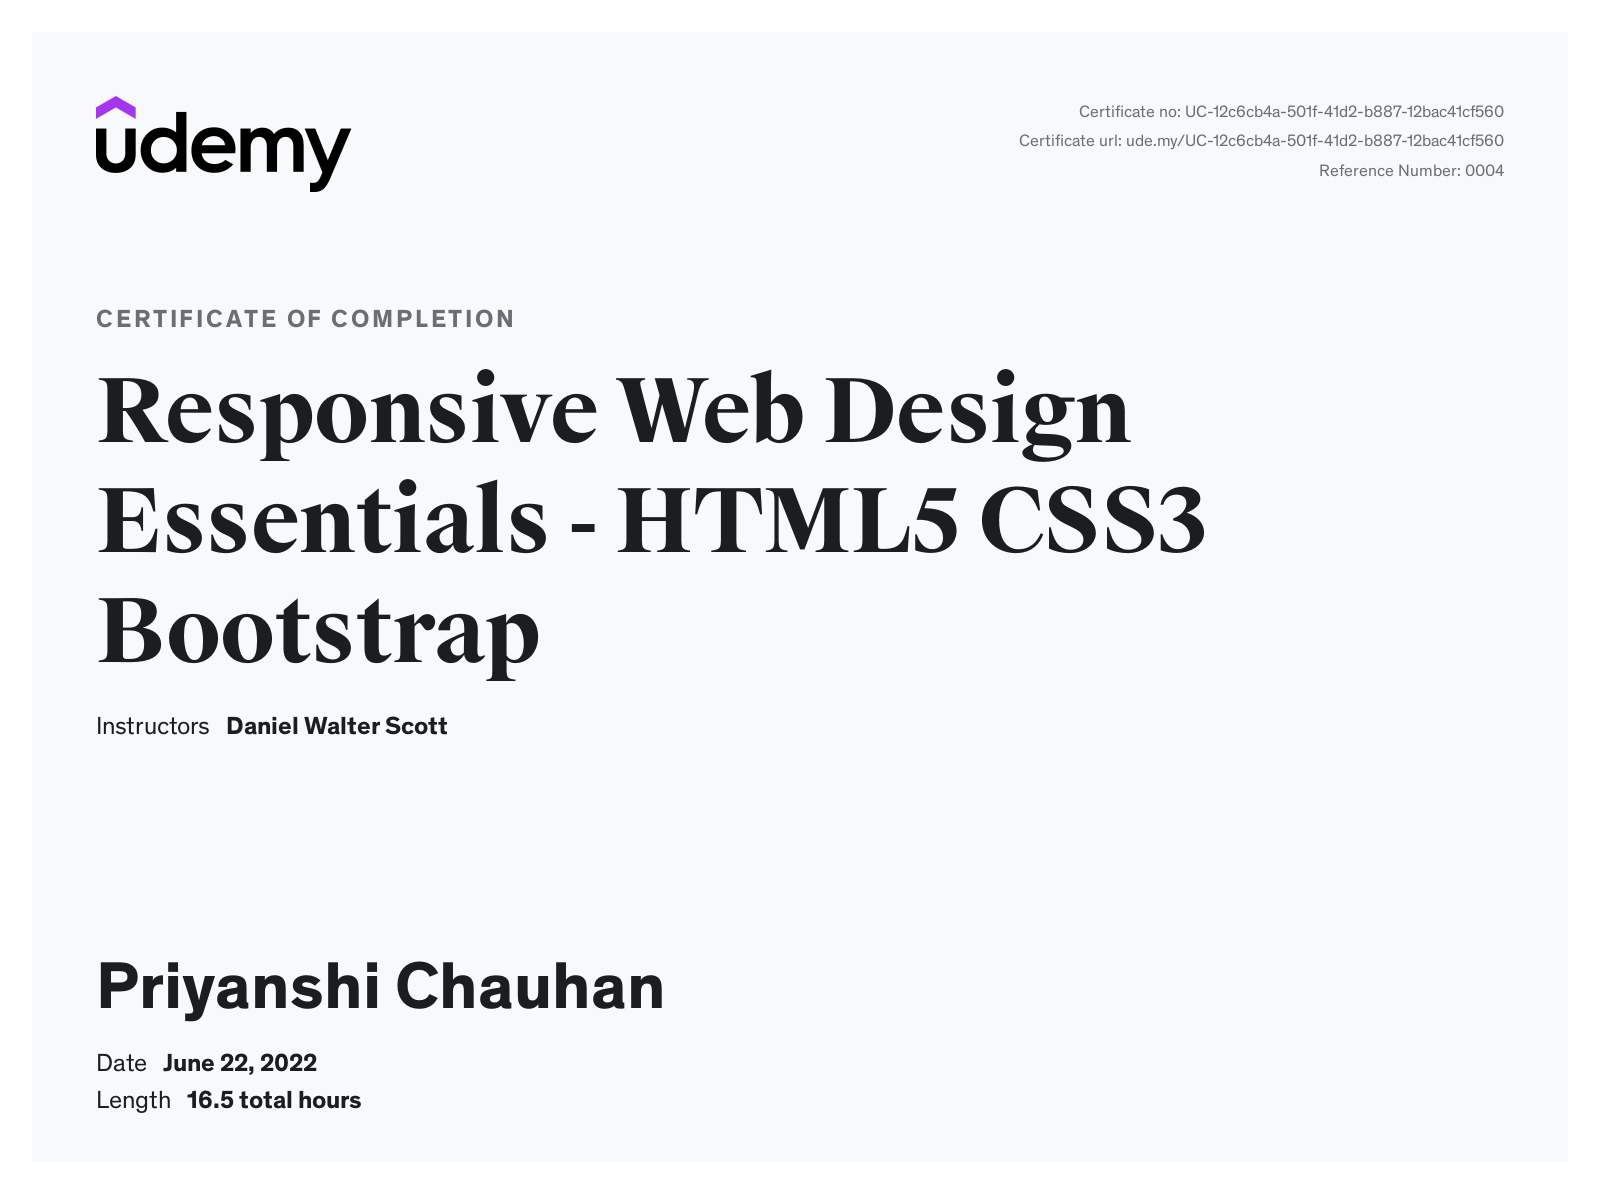 udemy
Certificate no: UC-12c6cb4a-501f-41d2-b887-12bac41cf560
Certificate url: ude.my/UC-12c6cb4a-501f-41d2-b887-12bac41cf560
Reference Number: 0004
CERTIFICATE OF COMPLETION
Responsive Web Design
Essentials - HTML5 CSS3
Bootstrap
Instructors Daniel Walter Scott
Priyanshi Chauhan
Date June 22, 2022
Length 16.5 total hours